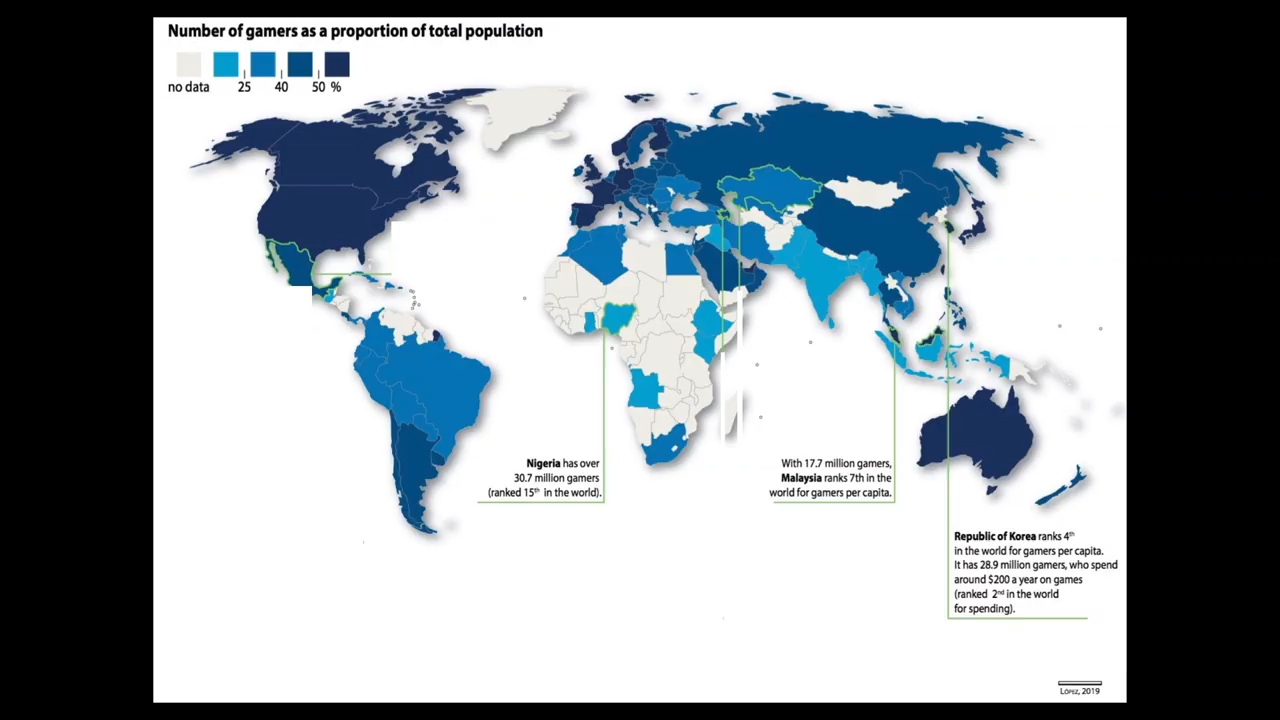 Number of gamers as a proportion of total population
no data 25 40 50 %
Nigeria has over
30.7 million gamers
(ranked 15th in the world).
With 17.7 million gamers,
Malaysia ranks 7th in the
world for gamers per capita.
Republic of Korea ranks 4th
in the world for gamers per capita.
It has 28.9 million gamers, who spend
around $200 a year on games
(ranked 2nd in the world
for spending).
López, 2019